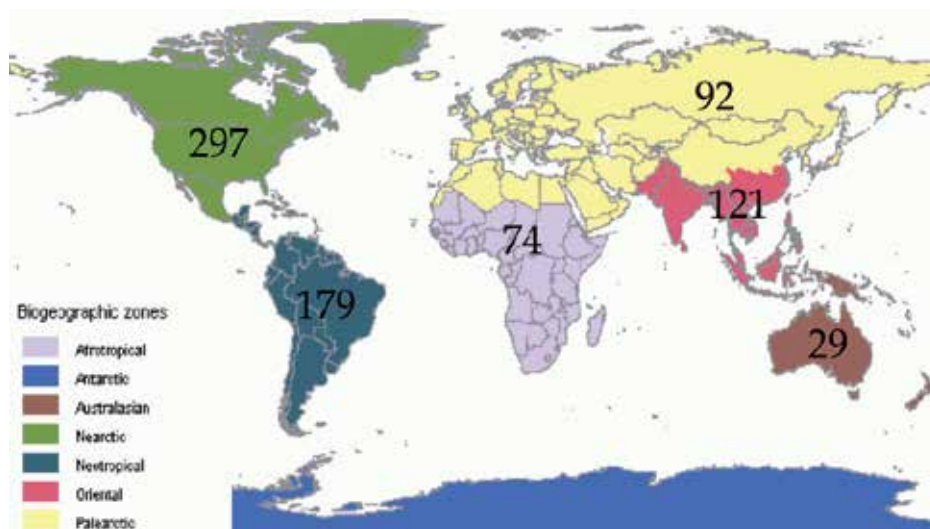 92
297
121
74
179
29
Biogeographic zones
Afrotropical
Antarctic
Australasian
Nearctic
Neotropical
Oriental
Palearctic